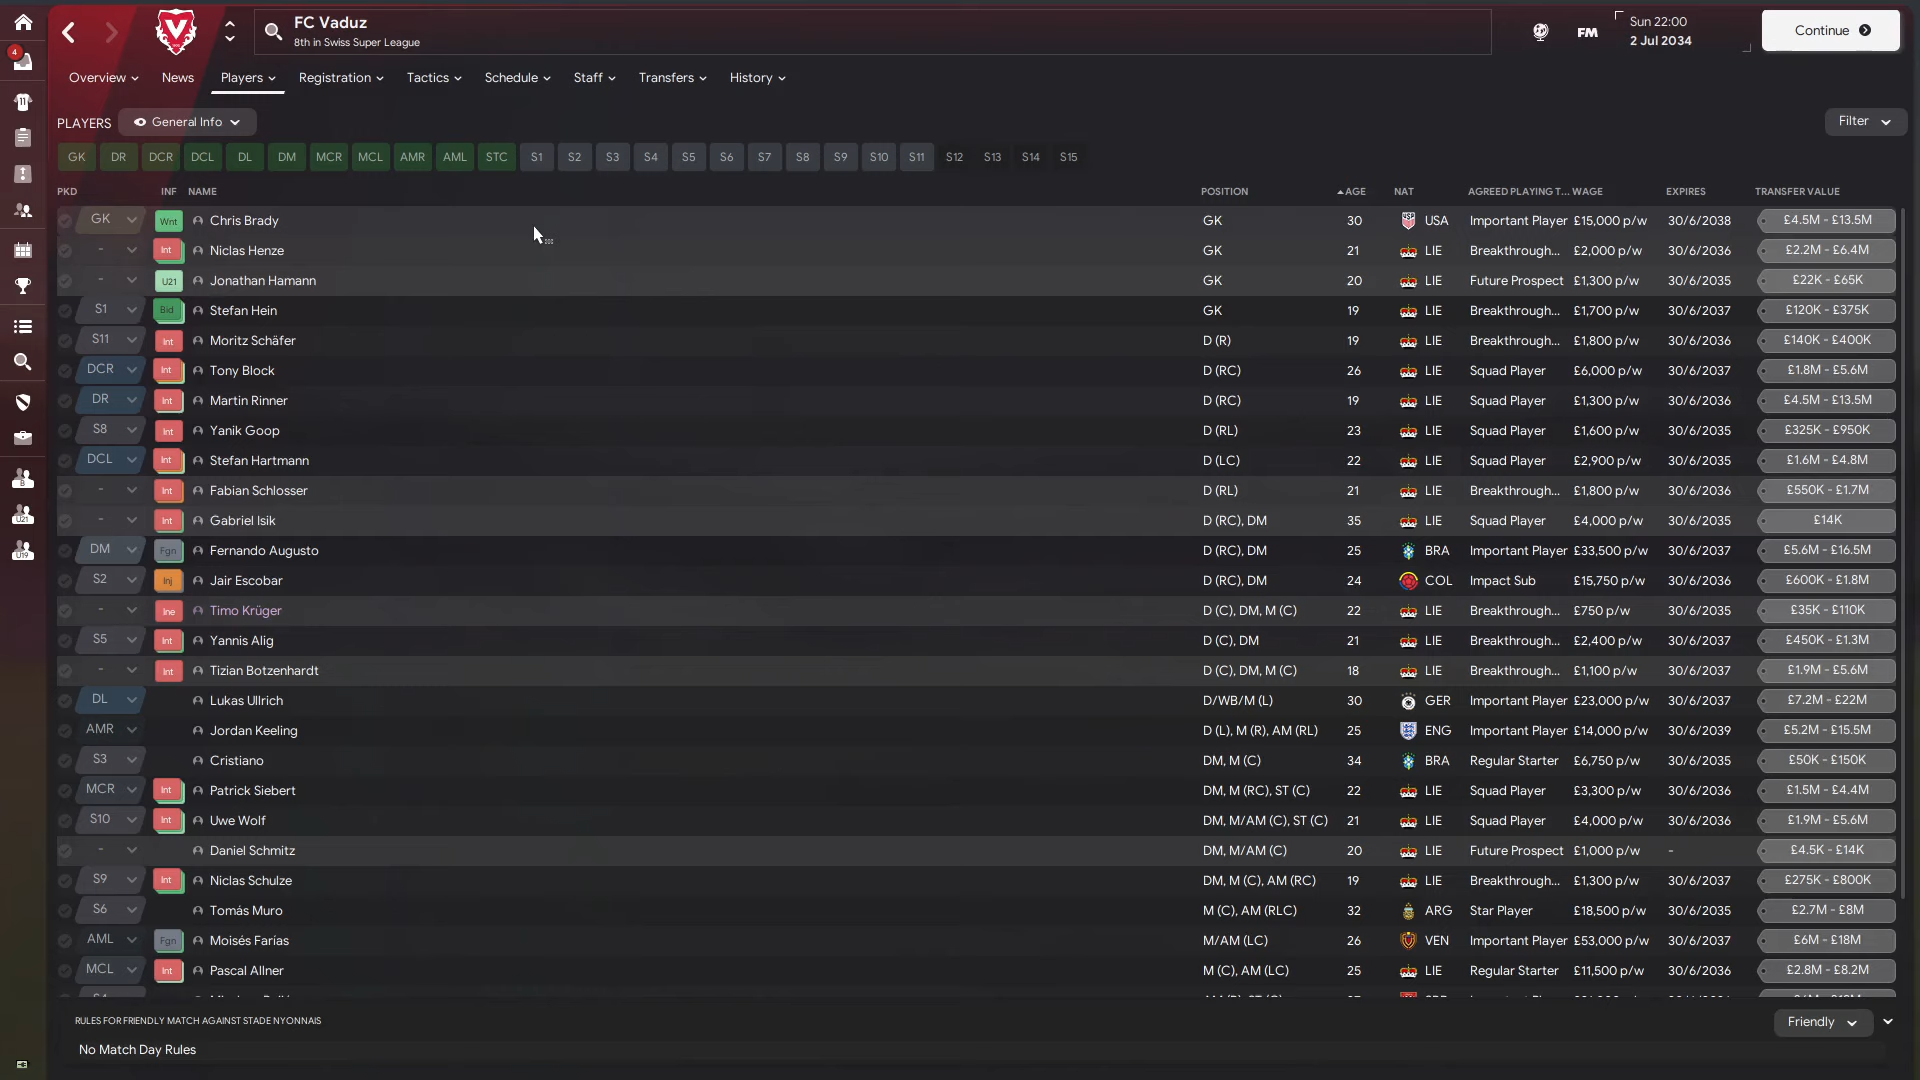 FC Vaduz
8th in Swiss Super League
FM
Sun 22:00
2 Jul 2034
Continue
4
Overview News Players Registration Tactics Schedule Staff Transfers History
PLAYERS General Info Filter
GK DR DCR DCL DL DM MCR MCL AMR AML STC S1 S2 S3 S4 S5 S6 S7 S8 S9 S10 S11 S12 S13 S14 S15
PKD INF NAME POSITION AGE NAT AGREED PLAYING T... WAGE EXPIRES TRANSFER VALUE
GK Wnt Chris Brady GK 30 USA Important Player £15,000 p/w 30/6/2038 £4.5M - £13.5M
- Int Niclas Henze GK 21 LIE Breakthrough... £2,000 p/w 30/6/2036 £2.2M - £6.4M
- U21 Jonathan Hamann GK 20 LIE Future Prospect £1,300 p/w 30/6/2035 £22K - £65K
S1 Bid Stefan Hein GK 19 LIE Breakthrough... £1,700 p/w 30/6/2037 £120K - £375K
S11 Int Moritz Schäfer D (R) 19 LIE Breakthrough... £1,800 p/w 30/6/2036 £140K - £400K
DCR Int Tony Block D (RC) 26 LIE Squad Player £6,000 p/w 30/6/2037 £1.8M - £5.6M
DR Int Martin Rinner D (RC) 19 LIE Squad Player £1,300 p/w 30/6/2036 £4.5M - £13.5M
S8 Int Yanik Goop D (RL) 23 LIE Squad Player £1,600 p/w 30/6/2035 £325K - £950K
DCL Int Stefan Hartmann D (LC) 22 LIE Squad Player £2,900 p/w 30/6/2035 £1.6M - £4.8M
- Int Fabian Schlosser D (RL) 21 LIE Breakthrough... £1,800 p/w 30/6/2036 £550K - £1.7M
- Int Gabriel Isik D (RC), DM 35 LIE Squad Player £4,000 p/w 30/6/2035 £14K
DM Fgn Fernando Augusto D (RC), DM 25 BRA Important Player £33,500 p/w 30/6/2037 £5.6M - £16.5M
S2 Inj Jair Escobar D (RC), DM 24 COL Impact Sub £15,750 p/w 30/6/2036 £600K - £1.8M
- Ine Timo Krüger D (C), DM, M (C) 22 LIE Breakthrough... £750 p/w 30/6/2035 £35K - £110K
S5 Int Yannis Alig D (C), DM 21 LIE Breakthrough... £2,400 p/w 30/6/2037 £450K - £1.3M
- Int Tizian Botzenhardt D (C), DM, M (C) 18 LIE Breakthrough... £1,100 p/w 30/6/2037 £1.9M - £5.6M
DL Lukas Ullrich D/WB/M (L) 30 GER Important Player £23,000 p/w 30/6/2037 £7.2M - £22M
AMR Jordan Keeling D (L), M (R), AM (RL) 25 ENG Important Player £14,000 p/w 30/6/2039 £5.2M - £15.5M
S3 Cristiano DM, M (C) 34 BRA Regular Starter £6,750 p/w 30/6/2035 £50K - £150K
MCR Int Patrick Siebert DM, M (RC), ST (C) 22 LIE Squad Player £3,300 p/w 30/6/2036 £1.5M - £4.4M
S10 Int Uwe Wolf DM, M/AM (C), ST (C) 21 LIE Squad Player £4,000 p/w 30/6/2036 £1.9M - £5.6M
- Daniel Schmitz DM, M/AM (C) 20 LIE Future Prospect £1,000 p/w - £4.5K - £14K
S9 Int Niclas Schulze DM, M (C), AM (RC) 19 LIE Breakthrough... £1,300 p/w 30/6/2037 £275K - £800K
S6 Tomás Muro M (C), AM (RLC) 32 ARG Star Player £18,500 p/w 30/6/2035 £2.7M - £8M
AML Fgn Moisés Farías M/AM (LC) 26 VEN Important Player £53,000 p/w 30/6/2037 £6M - £18M
MCL Int Pascal Allner M (C), AM (LC) 25 LIE Regular Starter £11,500 p/w 30/6/2036 £2.8M - £8.2M
RULES FOR FRIENDLY MATCH AGAINST STADE NYONNAIS Friendly
No Match Day Rules
11
B
U21
U19